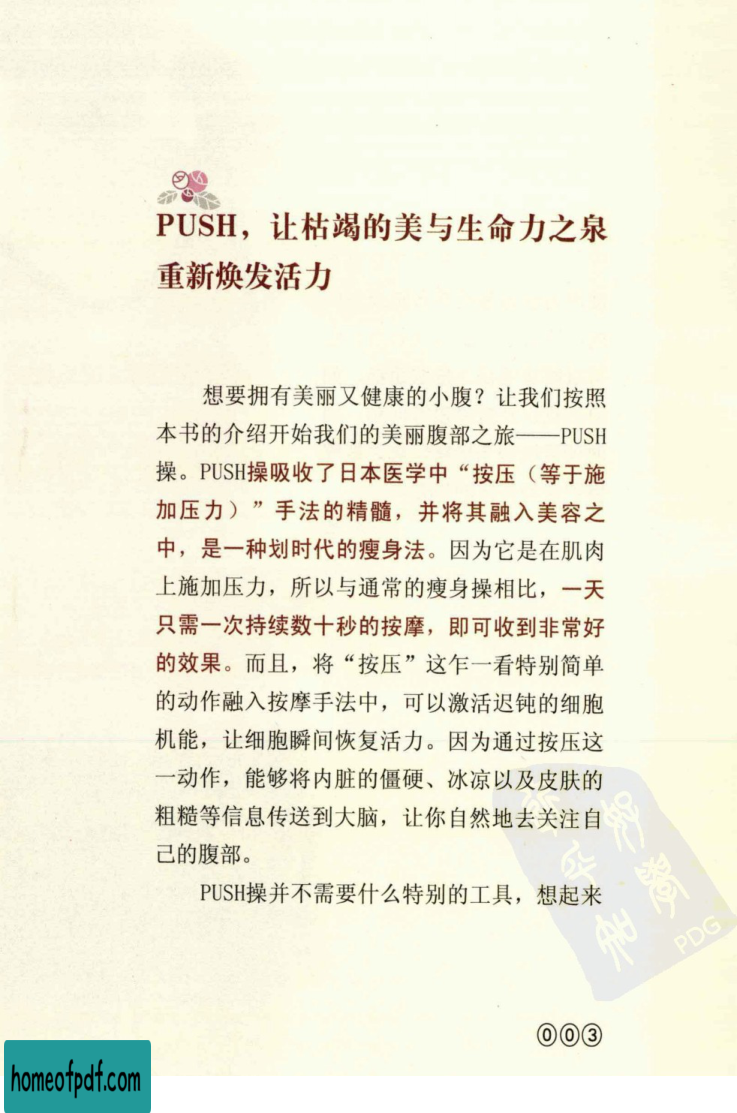 PUSH，让枯竭的美与生命力之泉
重新焕发活力
想要拥有美丽又健康的小腹？让我们按照
本书的介绍开始我们的美丽腹部之旅——PUSH
操。PUSH操吸收了日本医学中“按压（等于施
加压力）”手法的精髓，并将其融入美容之
中，是一种划时代的瘦身法。因为它是在肌肉
上施加压力，所以与通常的瘦身操相比，一天
只需一次持续数十秒的按摩，即可收到非常好
的效果。而且，将“按压”这乍一看特别简单
的动作融入按摩手法中，可以激活迟钝的细胞
机能，让细胞瞬间恢复活力。因为通过按压这
一动作，能够将内脏的僵硬、冰凉以及皮肤的
粗糙等信息传送到大脑，让你自然地去关注自
己的腹部。
PUSH操并不需要什么特别的工具，想起来
PDG
003
homeofpdf.com